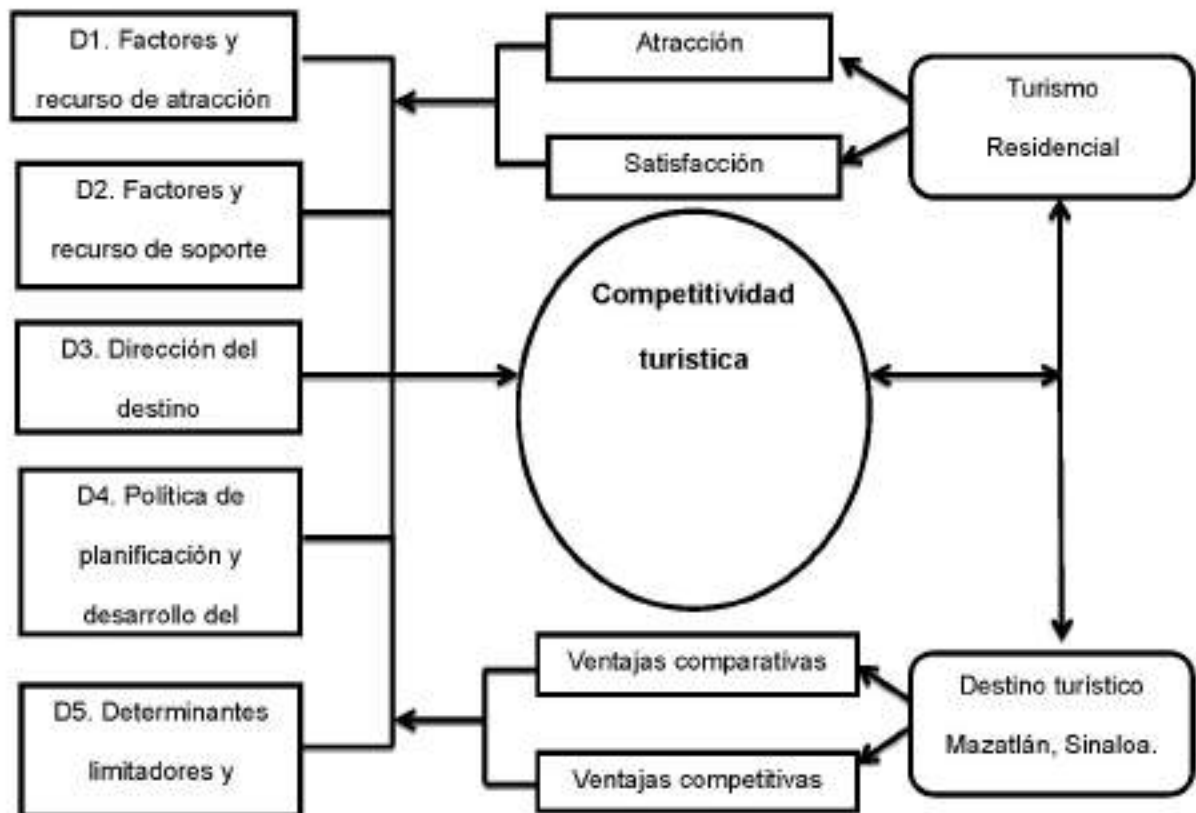 D1. Factores y
recurso de atracción
D2. Factores y
recurso de soporte
D3. Dirección del
destino
D4. Política de
planificación y
desarrollo del
D5. Determantes
limitadores y
Atracción
Satisfacción
Competitividad
turistica
Ventajas comparativas
Ventajas competitivas
Turismo
Residencial
Destino turístico
Mazatlán, Sinaloa.